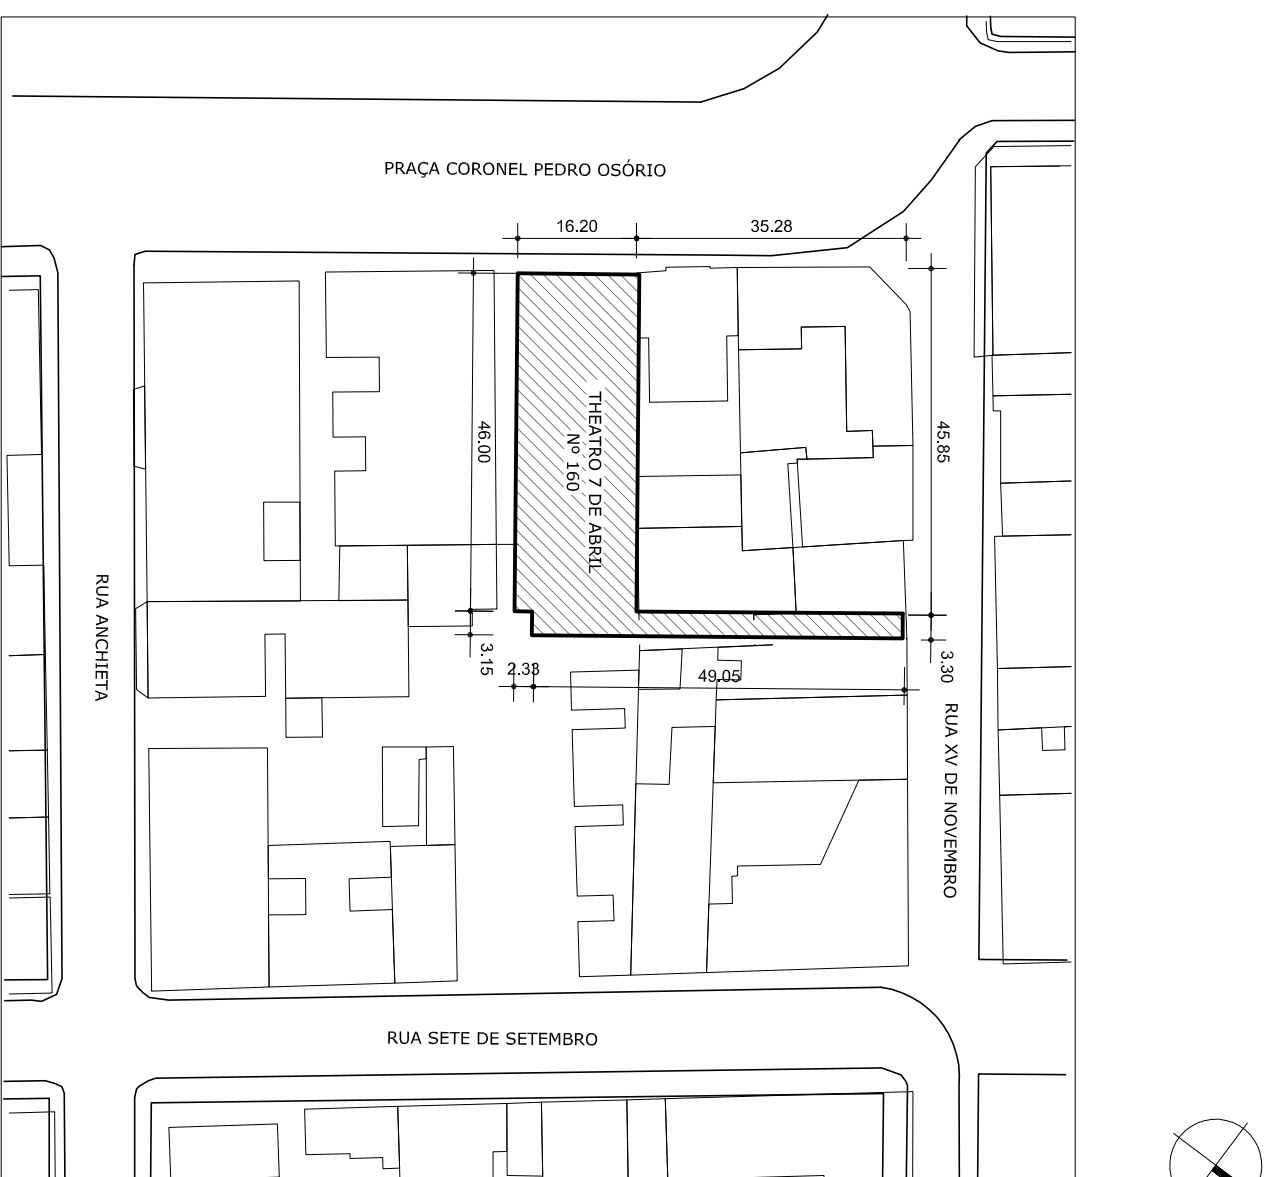 PRAÇA CORONEL PEDRO OSÓRIO
16.20
35.28
46.00
THEATRO 7 DE ABRIL
Nº 160
45.85
RUA ANCHIETA
3.15
2.33
49.05
3.30
RUA XV DE NOVEMBRO
RUA SETE DE SETEMBRO